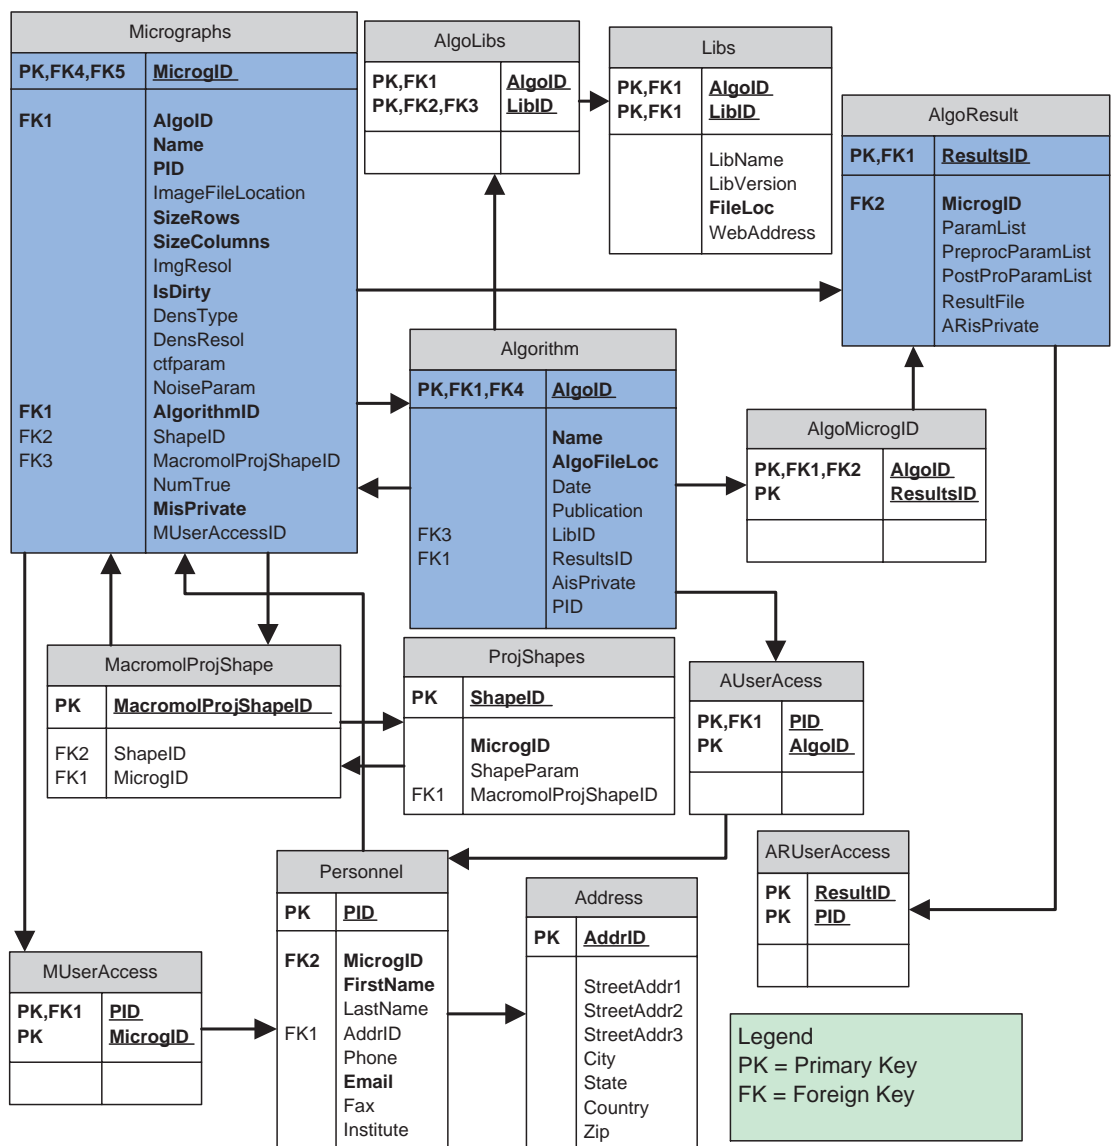 Micrographs
PK,FK4,FK5 MicrogID
FK1 AlgoID
Name
PID
ImageFileLocation
SizeRows
SizeColumns
ImgResol
IsDirty
DensType
DensResol
ctfparam
NoiseParam
FK1 AlgorithmID
FK2 ShapeID
FK3 MacromolProjShapeID
NumTrue
MisPrivate
MUserAccessID
AlgoLibs
PK,FK1 AlgoID
PK,FK2,FK3 LibID
Libs
PK,FK1 AlgoID
PK,FK1 LibID
LibName
LibVersion
FileLoc
WebAddress
AlgoResult
PK,FK1 ResultsID
FK2 MicrogID
ParamList
PreprocParamList
PostProParamList
ResultFile
ARisPrivate
Algorithm
PK,FK1,FK4 AlgoID
Name
AlgoFileLoc
Date
Publication
FK3 LibID
FK1 ResultsID
AisPrivate
PID
AlgoMicrogID
PK,FK1,FK2 AlgoID
PK ResultsID
MacromolProjShape
PK MacromolProjShapeID
FK2 ShapeID
FK1 MicrogID
ProjShapes
PK ShapeID
MicrogID
ShapeParam
FK1 MacromolProjShapeID
AUserAcess
PK,FK1 PID
PK AlgoID
ARUserAccess
PK ResultID
PK PID
Personnel
PK PID
FK2 MicrogID
FirstName
LastName
FK1 AddrID
Phone
Email
Fax
Institute
Address
PK AddrID
StreetAddr1
StreetAddr2
StreetAddr3
City
State
Country
Zip
MUserAccess
PK,FK1 PID
PK MicrogID
Legend
PK = Primary Key
FK = Foreign Key